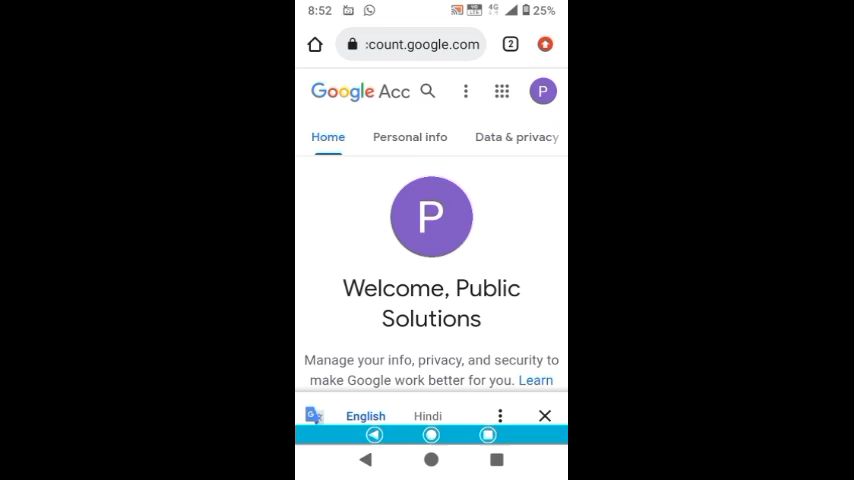 8:52 4G 25%
:count.google.com 2
Google Acc P
Home Personal info Data & privacy
P
Welcome, Public
Solutions
Manage your info, privacy, and security to
make Google work better for you. Learn
English Hindi